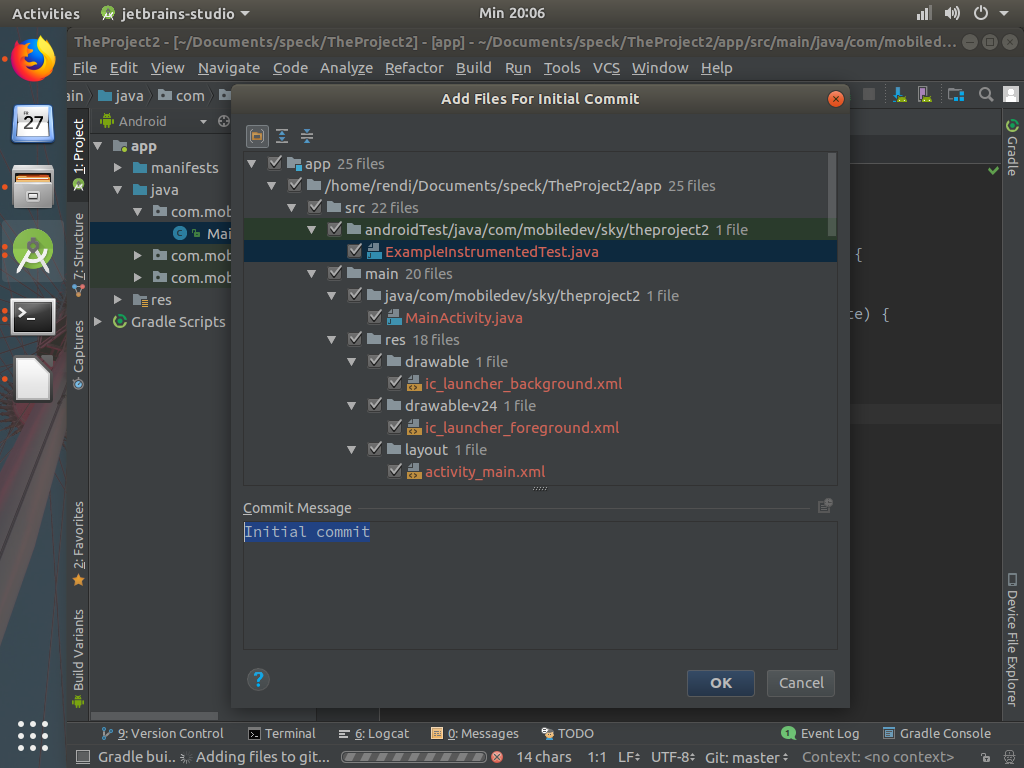 Activities
jetbrains-studio
Min 20:06
TheProject2 - [~/Documents/speck/TheProject2] - [app] - ~/Documents/speck/TheProject2/app/src/main/java/com/mobiled...
File Edit View Navigate Code Analyze Refactor Build Run Tools VCS Window Help
ain java com
Add Files For Initial Commit
27
Android
1: Project
app
manifests
java
com.mob
Mai
com.mob
com.mob
res
Gradle Scripts
7: Structure
Captures
2: Favorites
Build Variants
app 25 files
/home/rendi/Documents/speck/TheProject2/app 25 files
src 22 files
androidTest/java/com/mobiledev/sky/theproject2 1 file
ExampleInstrumentedTest.java
main 20 files
java/com/mobiledev/sky/theproject2 1 file
MainActivity.java
res 18 files
drawable 1 file
ic_launcher_background.xml
drawable-v24 1 file
ic_launcher_foreground.xml
layout 1 file
activity_main.xml
Commit Message
Initial commit
?
OK
Cancel
{
te) {
Gradle
Device File Explorer
9: Version Control
Terminal
6: Logcat
0: Messages
TODO
1 Event Log
Gradle Console
Gradle bui... Adding files to git...
14 chars 1:1 LF UTF-8 Git: master Context: <no context>